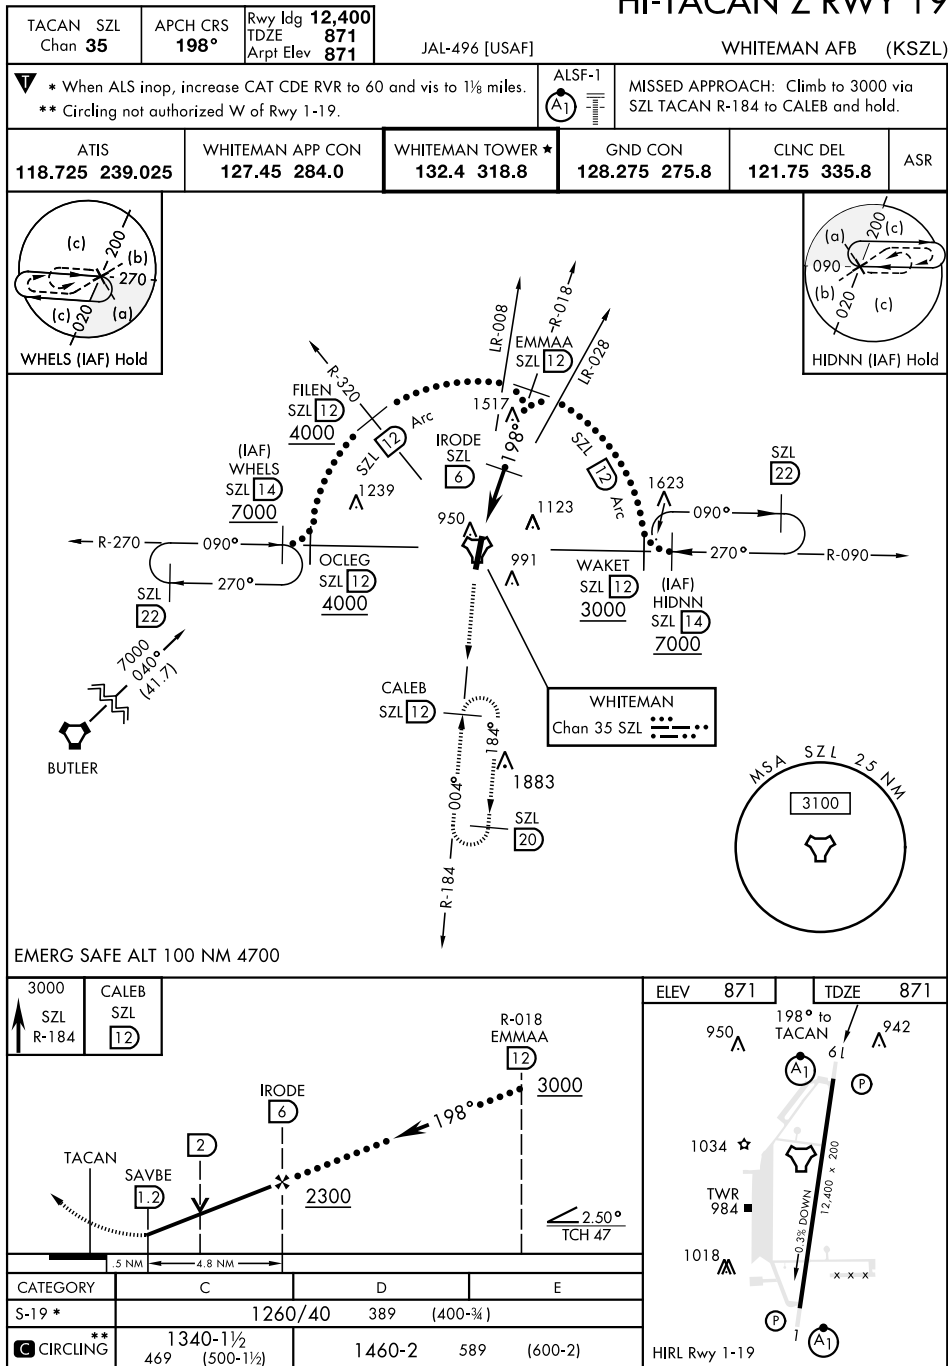 HI-TACAN Z RWY 19
TACAN SZL
Chan 35
APCH CRS
198°
Rwy ldg 12,400
TDZE 871
Arpt Elev 871
JAL-496 [USAF]
WHITEMAN AFB (KSZL)
T
* When ALS inop, increase CAT CDE RVR to 60 and vis to 1⅛ miles.
** Circling not authorized W of Rwy 1-19.
ALSF-1
A1
MISSED APPROACH: Climb to 3000 via
SZL TACAN R-184 to CALEB and hold.
ATIS
118.725 239.025
WHITEMAN APP CON
127.45 284.0
WHITEMAN TOWER ★
132.4 318.8
GND CON
128.275 275.8
CLNC DEL
121.75 335.8
ASR
(c)
200
(b)
270
(c)
020
(a)
WHELS (IAF) Hold
(a)
200
(c)
090
(b)
020
(c)
HIDNN (IAF) Hold
LR-008
R-018
LR-028
EMMAA
SZL 12
R-320
FILEN
SZL 12
4000
SZL 12 Arc
1517
198°
IRODE
SZL
6
SZL 12 Arc
(IAF)
WHELS
SZL 14
7000
1239
950
1123
991
1623
SZL
22
090°
270°
R-090
R-270
090°
270°
SZL
22
OCLEG
SZL 12
4000
WAKET
SZL 12
3000
(IAF)
HIDNN
SZL 14
7000
7000
040°
(41.7)
BUTLER
CALEB
SZL 12
WHITEMAN
Chan 35 SZL
184°
004°
1883
SZL
20
R-184
MSA SZL 25 NM
3100
EMERG SAFE ALT 100 NM 4700
3000
SZL
R-184
CALEB
SZL
12
R-018
EMMAA
12
3000
198°
IRODE
6
2300
2
TACAN
SAVBE
1.2
2.50°
TCH 47
.5 NM
4.8 NM
CATEGORY C D E
S-19 * 1260/40 389 (400-¾)
C CIRCLING **
1340-1½
469 (500-1½)
1460-2 589 (600-2)
ELEV 871
TDZE 871
198° to
TACAN
950
942
A1
19
P
1034
TWR
984
12,400 x 200
0.3% DOWN
1018
x x x
P
1
A1
HIRL Rwy 1-19